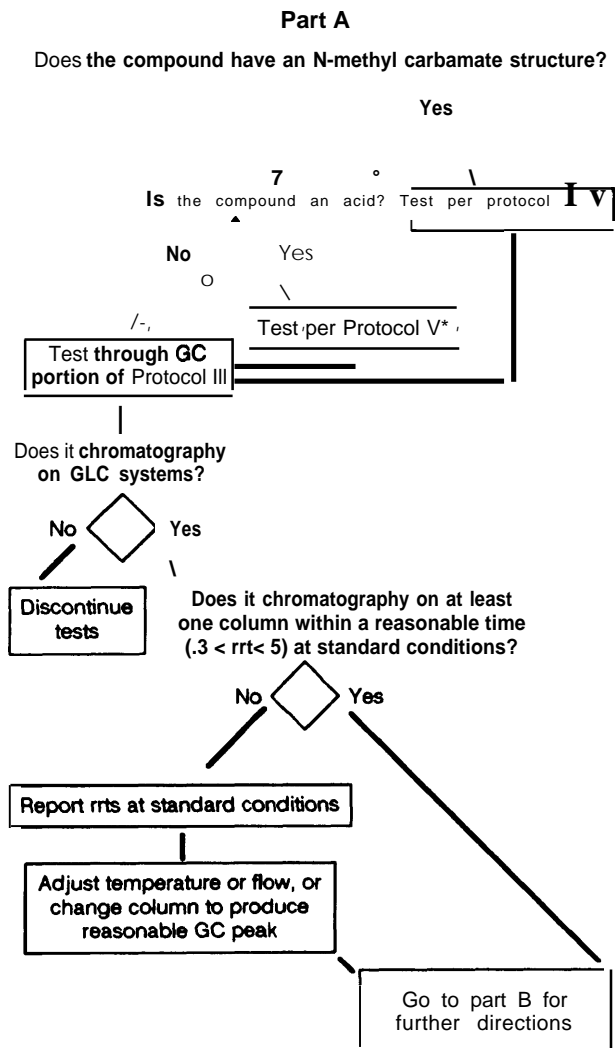 Part A
Does the compound have an N-methyl carbamate structure?
Yes
7 ° \
Is the compound an acid? Test per protocol I v
No Yes
O
\
/-,
Test per Protocol V*
Test through GC
portion of Protocol III
Does it chromatography
on GLC systems?
No Yes
\
Discontinue
tests
Does it chromatography on at least
one column within a reasonable time
(.3 < rrt< 5) at standard conditions?
No Yes
Report rrts at standard conditions
Adjust temperature or flow, or
change column to produce
reasonable GC peak
Go to part B for
further directions